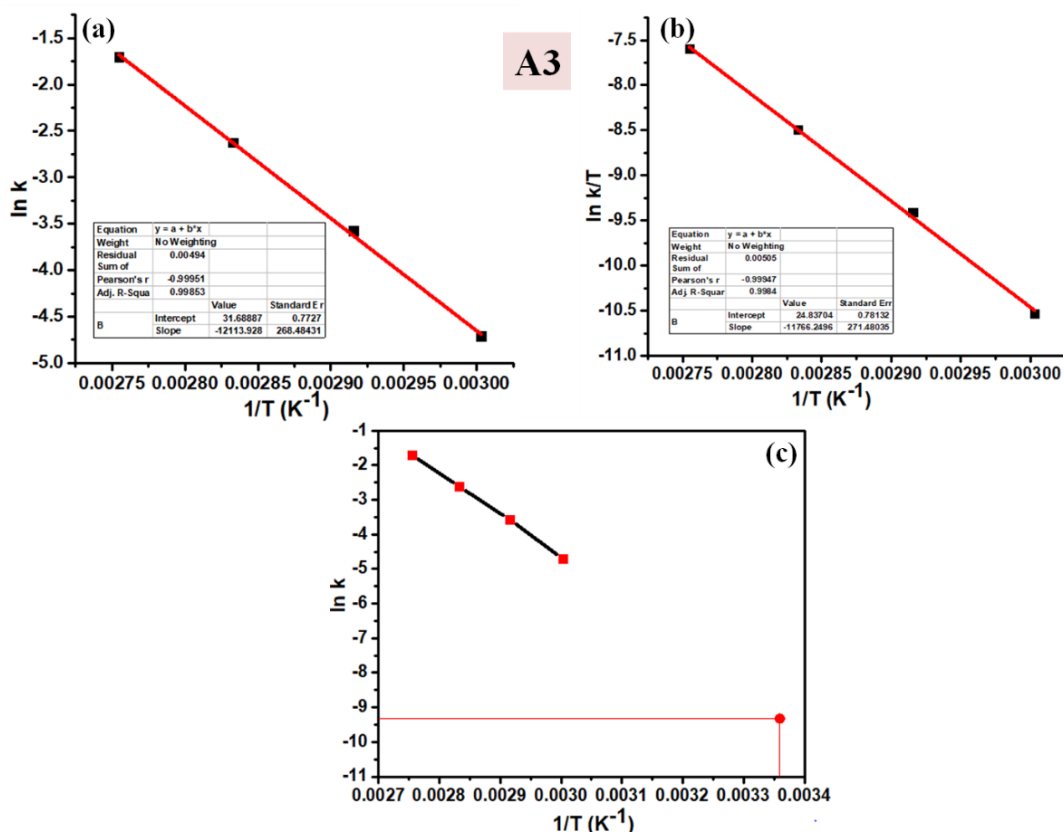 (a)
ln k
-1.5
-2.0
-2.5
-3.0
-3.5
-4.0
-4.5
-5.0
Equation y = a + b*x
Weight No Weighting
Residual Sum of 0.00494
Pearson's r -0.99951
Adj. R-Squa 0.99853
Value Standard Er
B Intercept 31.68887 0.7727
Slope -12113.928 268.48431
0.00275 0.00280 0.00285 0.00290 0.00295 0.00300
1/T (K-1)
A3
(b)
ln k/T
-7.5
-8.0
-8.5
-9.0
-9.5
-10.0
-10.5
-11.0
Equation y = a + b*x
Weight No Weighting
Residual Sum of 0.00505
Pearson's r -0.99947
Adj. R-Squar 0.9984
Value Standard Err
B Intercept 24.83704 0.78132
Slope -11766.2496 271.48035
0.00275 0.00280 0.00285 0.00290 0.00295 0.00300
1/T (K-1)
(c)
ln k
-1
-2
-3
-4
-5
-6
-7
-8
-9
-10
-11
0.0027 0.0028 0.0029 0.0030 0.0031 0.0032 0.0033 0.0034
1/T (K-1)